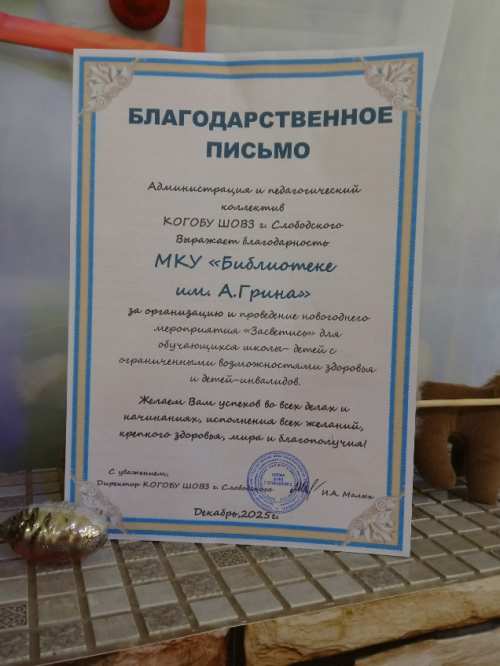 БЛАГОДАРСТВЕННОЕ
ПИСЬМО
Администрация и педагогический
коллектив
КОГОБУ ШОВЗ г. Слободского
Выражает благодарность
МКУ «Библиотеке
им. А.Грина»
за организацию и проведение новогоднего
мероприятия «Засветись» для
обучающихся школы- детей с
ограниченными возможностями здоровья
и детей-инвалидов.
Желаем Вам успехов во всех делах и
начинаниях, исполнения всех желаний,
крепкого здоровья, мира и благополучия!
С уважением,
Директор КОГОБУ ШОВЗ г. Слободского
И.А. Малых
Декабрь,2025г.